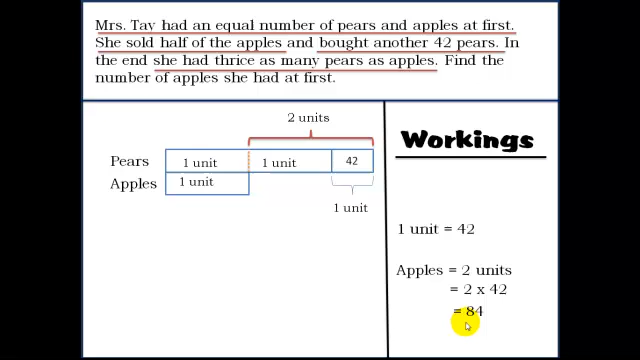 Mrs. Tay had an equal number of pears and apples at first.
She sold half of the apples and bought another 42 pears. In
the end she had thrice as many pears as apples. Find the
number of apples she had at first.
2 units
Workings
Pears 1 unit 1 unit 42
Apples 1 unit
1 unit
1 unit = 42
Apples = 2 units
= 2 x 42
= 84